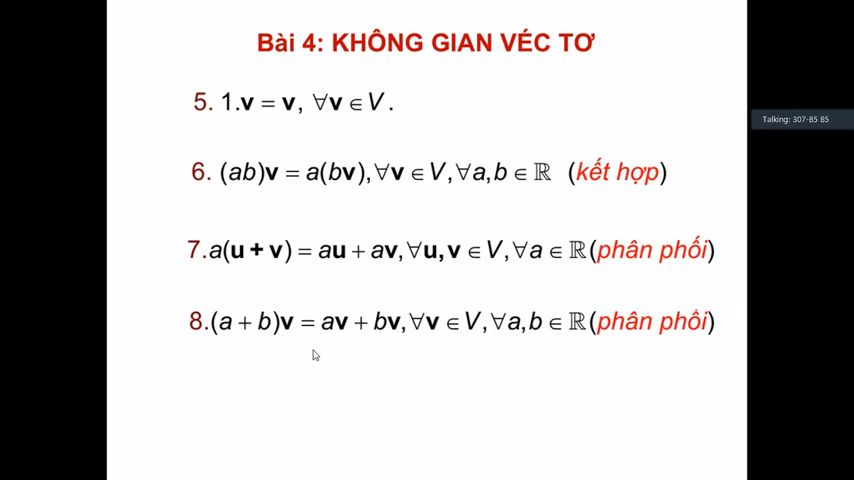 Bài 4: KHÔNG GIAN VÉC TƠ
5. 1.v = v, ∀v ∈ V.
Talking: 307-B5 B5
6. (ab)v = a(bv),∀v ∈ V,∀a,b ∈ ℝ (kết hợp)
7.a(u + v) = au + av,∀u,v ∈ V,∀a ∈ ℝ(phân phối)
8.(a + b)v = av + bv,∀v ∈ V,∀a,b ∈ ℝ(phân phôi)